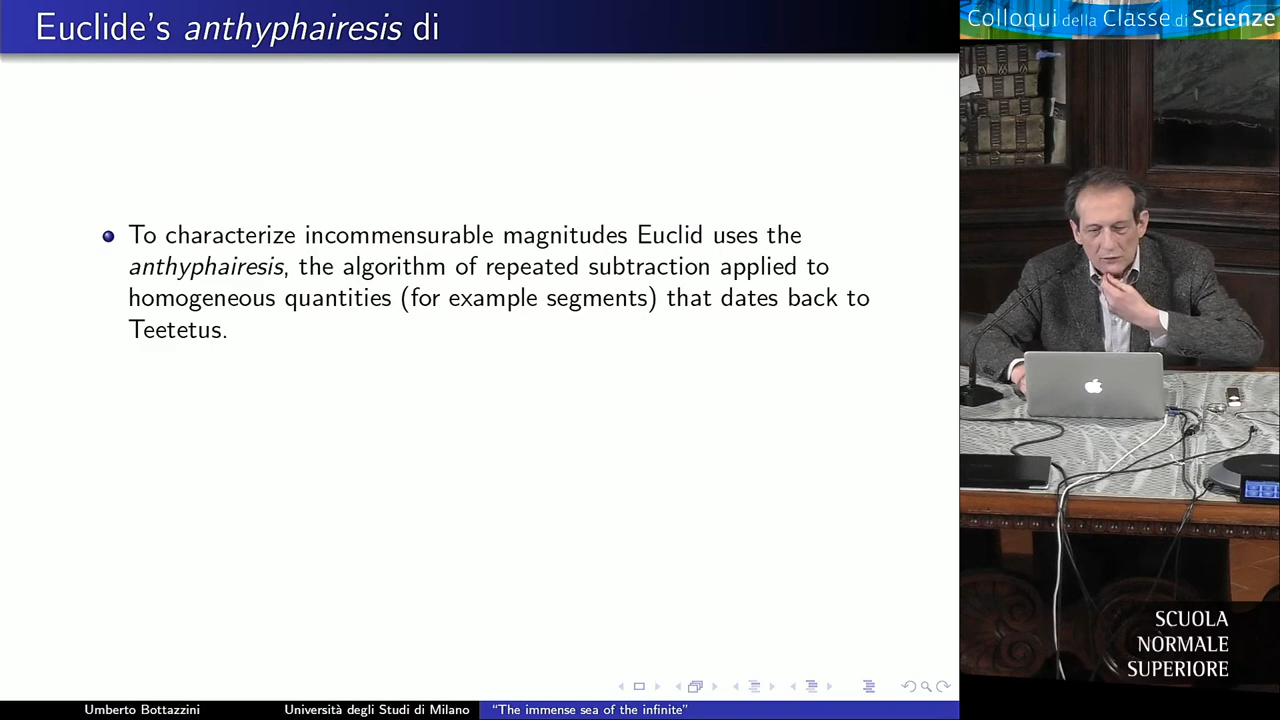 Euclide's anthyphairesis di
Colloqui della Classe di Scienze
To characterize incommensurable magnitudes Euclid uses the
anthyphairesis, the algorithm of repeated subtraction applied to
homogeneous quantities (for example segments) that dates back to
Teetetus.
SCUOLA
NORMALE
SUPERIORE
Umberto Bottazzini
Università degli Studi di Milano
“The immense sea of the infinite”